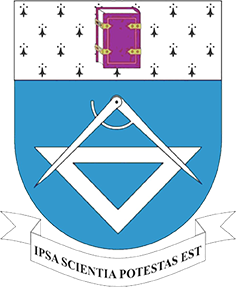 IPSA SCIENTIA POTESTAS EST